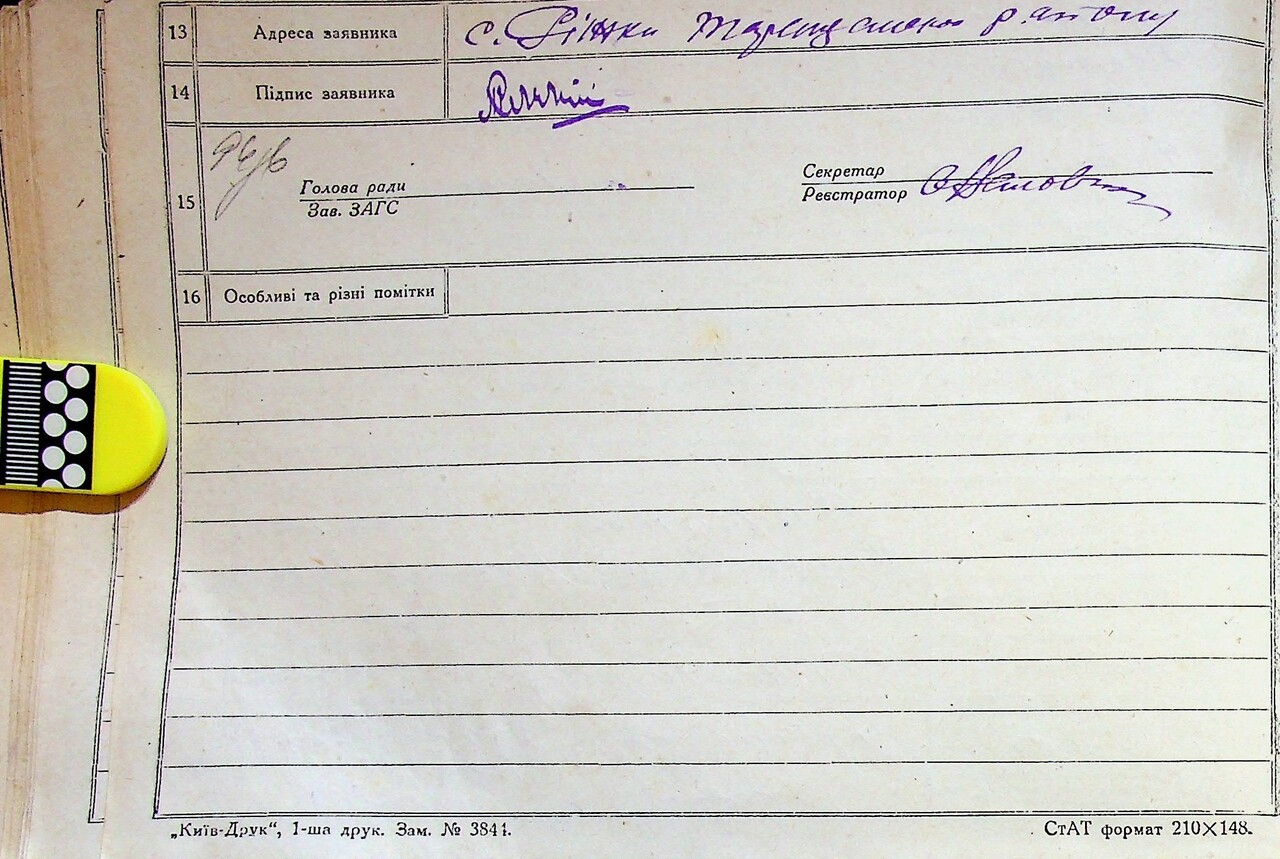 13 Адреса заявника с. Ріжки Таращанського району
14 Підпис заявника
15 Голова ради Секретар
Зав. ЗАГС Реєстратор
16 Особливі та різні помітки
„Київ-Друк“, 1-ша друк. Зам. № 3841. СтАТ формат 210×148.